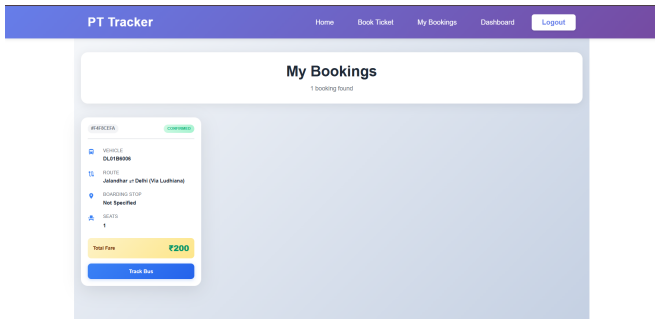 PT Tracker
Home Book Ticket My Bookings Dashboard Logout
My Bookings
1 booking found
#F4F0CEFA CONFIRMED
VEHICLE
DL01B6006
ROUTE
Jalandhar ⇄ Delhi (Via Ludhiana)
BOARDING STOP
Not Specified
SEATS
1
Total Fare ₹200
Track Bus